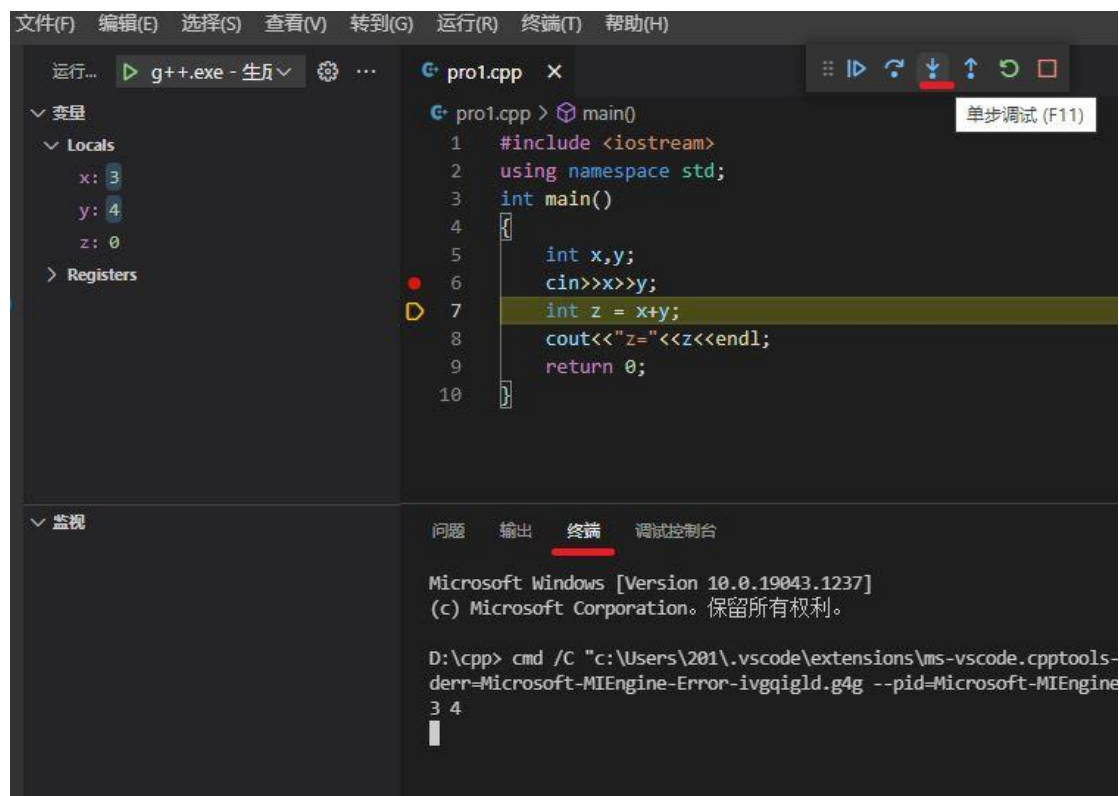 文件(F) 编辑(E) 选择(S) 查看(V) 转到(G) 运行(R) 终端(T) 帮助(H)
运行... g++.exe - 生成 ...
变量
Locals
x: 3
y: 4
z: 0
Registers
监视
pro1.cpp
单步调试 (F11)
pro1.cpp > main()
1 #include <iostream>
2 using namespace std;
3 int main()
4 {
5 int x,y;
6 cin>>x>>y;
7 int z = x+y;
8 cout<<"z="<<z<<endl;
9 return 0;
10 }
问题 输出 终端 调试控制台
Microsoft Windows [Version 10.0.19043.1237]
(c) Microsoft Corporation。保留所有权利。
D:\cpp> cmd /C "c:\Users\201\.vscode\extensions\ms-vscode.cpptools-
derr=Microsoft-MIEngine-Error-ivgqigld.g4g --pid=Microsoft-MIEngine
3 4